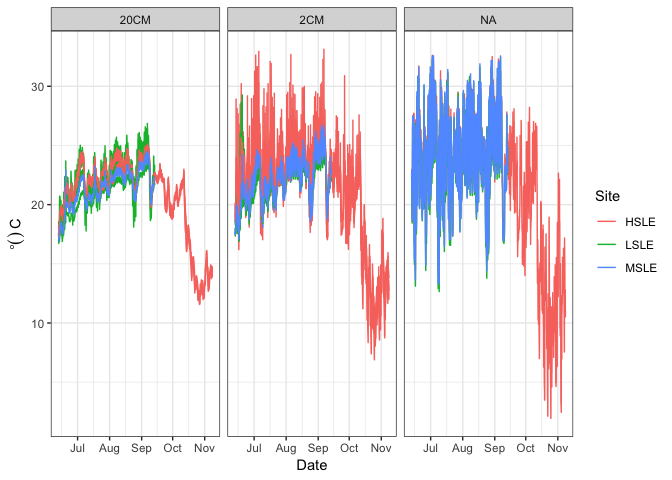 20CM 2CM NA
30
20
10
°( ) C
Jul Aug Sep Oct Nov Jul Aug Sep Oct Nov Jul Aug Sep Oct Nov
Date
Site
HSLE
LSLE
MSLE